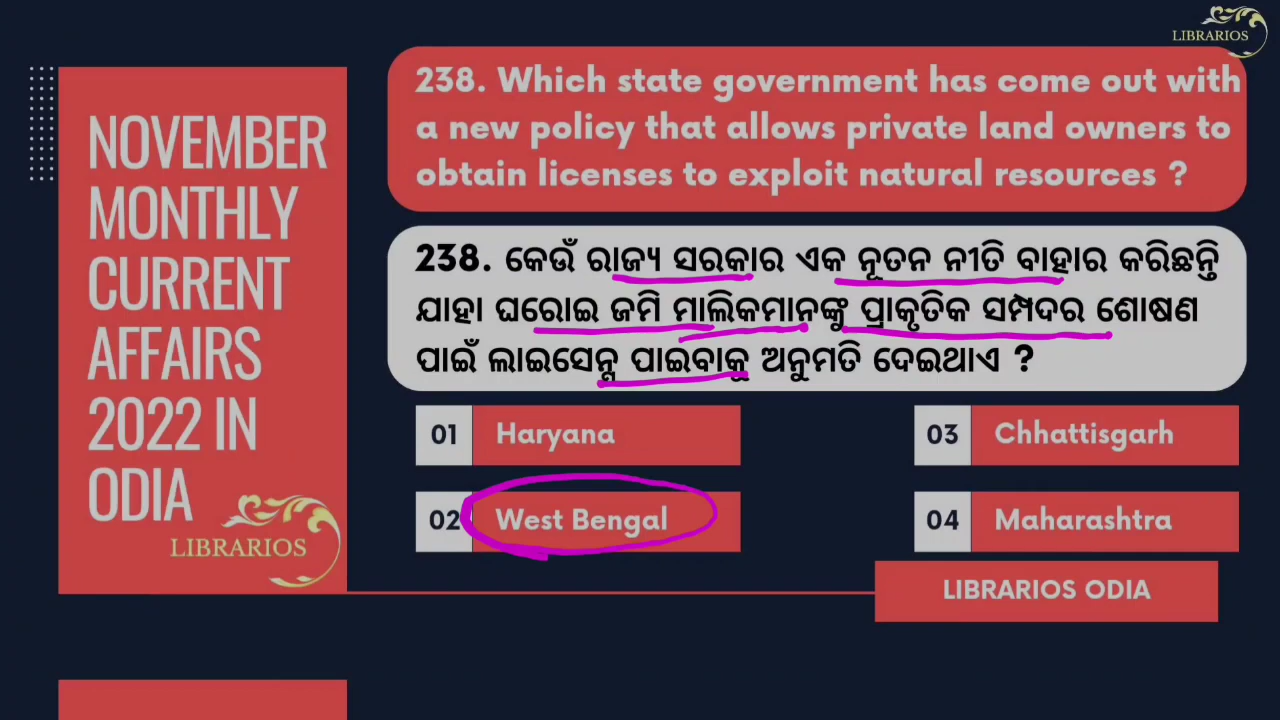 LIBRARIOS
NOVEMBER
MONTHLY
CURRENT
AFFAIRS
2022 IN
ODIA
LIBRARIOS
238. Which state government has come out with
a new policy that allows private land owners to
obtain licenses to exploit natural resources ?
238. କେଉଁ ରାଜ୍ୟ ସରକାର ଏକ ନୂତନ ନୀତି ବାହାର କରିଛନ୍ତି
ଯାହା ଘରୋଇ ଜମି ମାଲିକମାନଙ୍କୁ ପ୍ରାକୃତିକ ସମ୍ପଦର ଶୋଷଣ
ପାଇଁ ଲାଇସେନ୍ସ ପାଇବାକୁ ଅନୁମତି ଦେଇଥାଏ ?
01 Haryana
02 West Bengal
03 Chhattisgarh
04 Maharashtra
LIBRARIOS ODIA